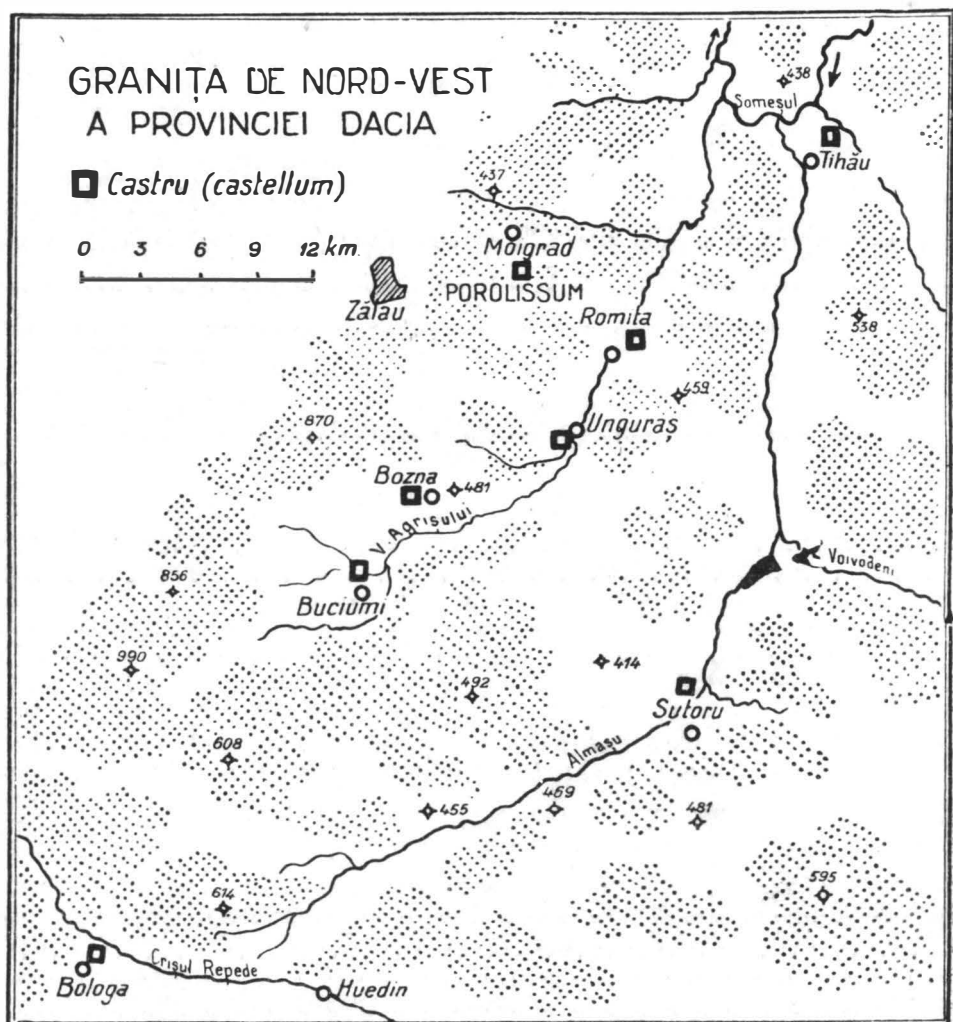 GRANIȚA DE NORD-VEST
A PROVINCIEI DACIA
Castru (castellum)
0 3 6 9 12 km.
438
Someșul
Tihău
437
Moigrad
POROLISSUM
Zălau
Romita
538
459
Unguraș
870
Bozna
481
V. Agrișului
Buciumi
856
Voivodeni
990
414
492
Sutoru
608
Almașu
469
455
481
595
614
Crișul Repede
Bologa
Huedin